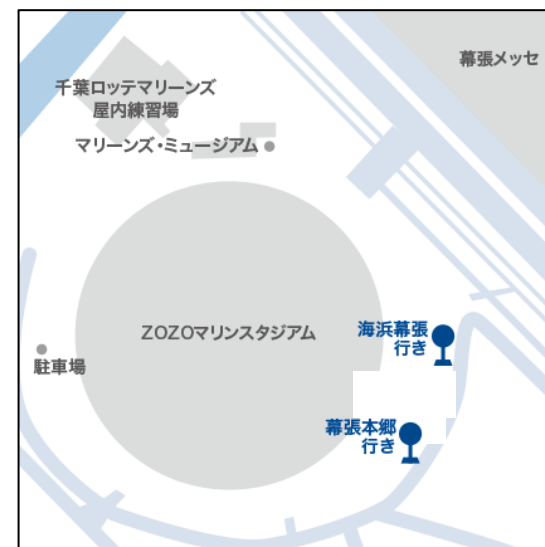 幕張メッセ
千葉ロッテマリーンズ
屋内練習場
マリーンズ・ミュージアム
ZOZOマリンスタジアム
海浜幕張
行き
駐車場
幕張本郷
行き